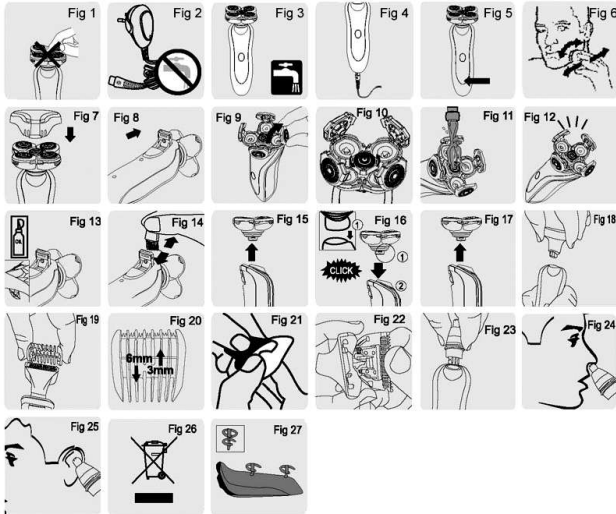 Fig 1
Fig 2
Fig 3
Fig 4
Fig 5
Fig 6
Fig 7
Fig 8
Fig 9
Fig 10
Fig 11
Fig 12
OIL
Fig 13
Fig 14
Fig 15
Fig 16
①
①
CLICK
②
Fig 17
Fig 18
Fig 19
Fig 20
6mm
3mm
Fig 21
Fig 22
Fig 23
Fig 24
Fig 25
Fig 26
Fig 27